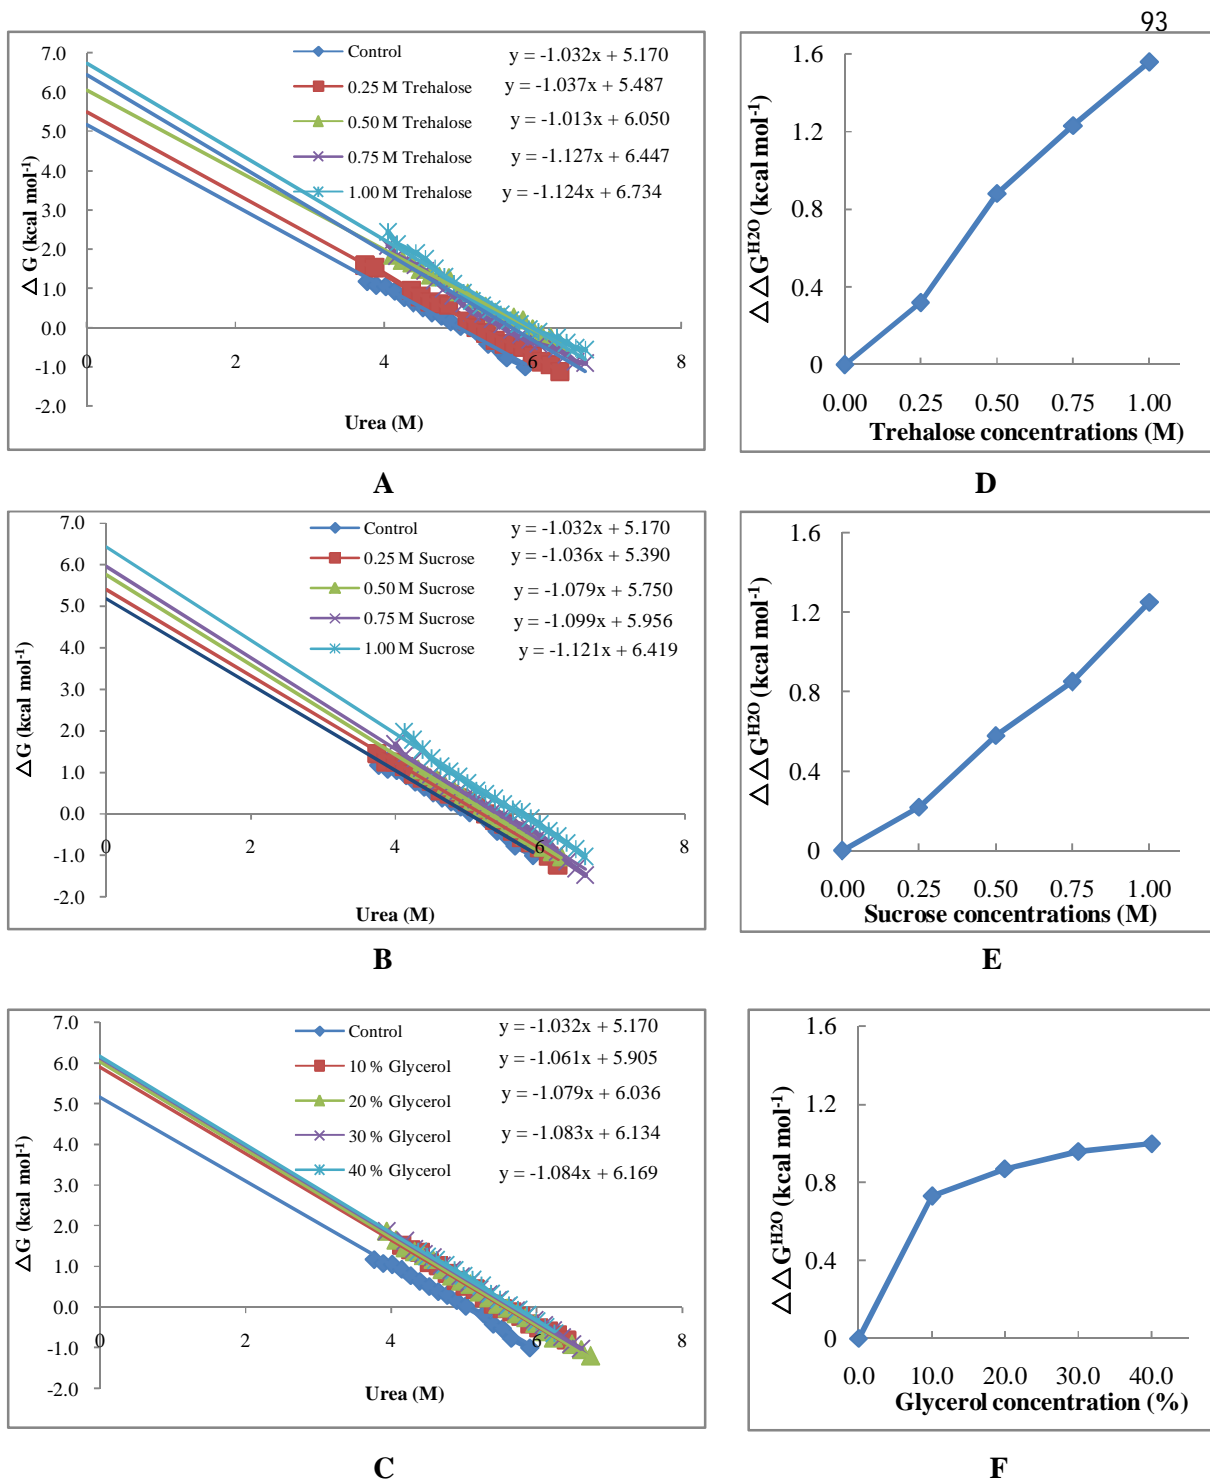 93
7.0
6.0
5.0
4.0
3.0
2.0
1.0
0.0
-1.0
-2.0
0
2
4
6
8
△G (kcal mol-1)
Urea (M)
Control
0.25 M Trehalose
0.50 M Trehalose
0.75 M Trehalose
1.00 M Trehalose
y = -1.032x + 5.170
y = -1.037x + 5.487
y = -1.013x + 6.050
y = -1.127x + 6.447
y = -1.124x + 6.734
A
1.6
1.2
0.8
0.4
0
0.00 0.25 0.50 0.75 1.00
△△G^H2O (kcal mol-1)
Trehalose concentrations (M)
D
7.0
6.0
5.0
4.0
3.0
2.0
1.0
0.0
-1.0
-2.0
0
2
4
6
8
△G (kcal mol-1)
Urea (M)
Control
0.25 M Sucrose
0.50 M Sucrose
0.75 M Sucrose
1.00 M Sucrose
y = -1.032x + 5.170
y = -1.036x + 5.390
y = -1.079x + 5.750
y = -1.099x + 5.956
y = -1.121x + 6.419
B
1.6
1.2
0.8
0.4
0
0.00 0.25 0.50 0.75 1.00
△△G^H2O (kcal mol-1)
Sucrose concentrations (M)
E
7.0
6.0
5.0
4.0
3.0
2.0
1.0
0.0
-1.0
-2.0
0
2
4
6
8
△G (kcal mol-1)
Urea (M)
Control
10 % Glycerol
20 % Glycerol
30 % Glycerol
40 % Glycerol
y = -1.032x + 5.170
y = -1.061x + 5.905
y = -1.079x + 6.036
y = -1.083x + 6.134
y = -1.084x + 6.169
C
1.6
1.2
0.8
0.4
0
0.0 10.0 20.0 30.0 40.0
△△G^H2O (kcal mol-1)
Glycerol concentration (%)
F